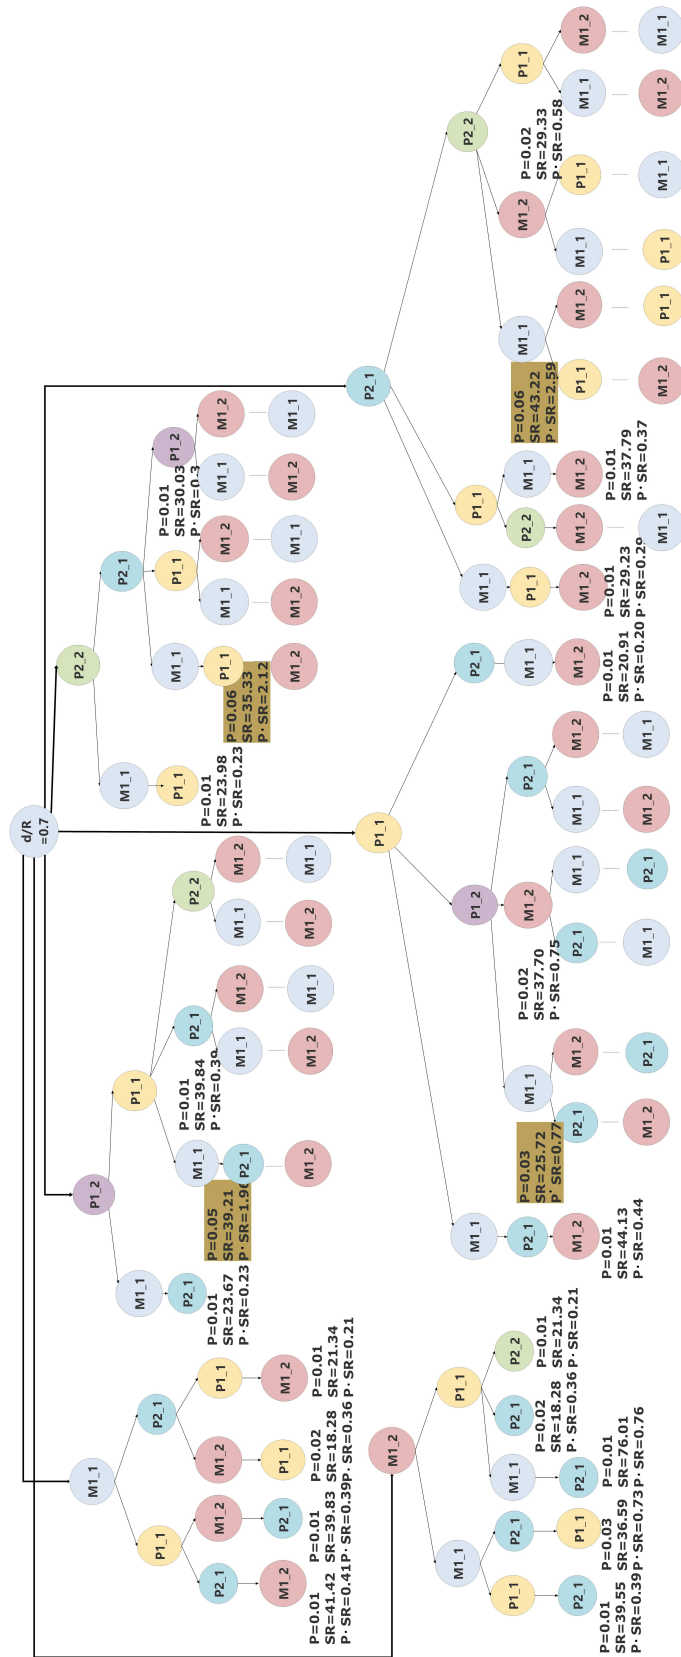 d/R
=0.7
M1_1
P1_1
P2_1
P2_1
M1_2
M1_2
P1_1
M1_2
P2_1
P1_1
M1_2
P=0.01
SR=41.42
P· SR=0.41
P=0.01
SR=39.83
P· SR=0.39
P=0.02
SR=18.28
P· SR=0.36
P=0.01
SR=21.34
P· SR=0.21
P1_2
M1_1
P1_1
P2_1
M1_1
P2_1
P2_2
P2_1
M1_1
M1_2
M1_1
M1_2
M1_2
M1_2
M1_1
M1_2
M1_1
P=0.01
SR=23.67
P· SR=0.23
P=0.05
SR=39.21
P· SR=1.96
P=0.01
SR=39.84
P· SR=0.39
P2_2
M1_1
P2_1
P1_1
M1_1
P1_1
P1_2
P1_1
M1_1
M1_2
M1_1
M1_2
M1_2
M1_2
M1_1
M1_2
M1_1
P=0.01
SR=23.98
P· SR=0.23
P=0.06
SR=35.33
P· SR=2.12
P=0.01
SR=30.03
P· SR=0.3
M1_2
M1_1
P1_1
P1_1
P2_1
M1_1
P2_1
P2_2
P2_1
P1_1
P2_1
P=0.01
SR=39.55
P· SR=0.39
P=0.03
SR=36.59
P· SR=0.73
P=0.01
SR=76.01
P· SR=0.76
P=0.02
SR=18.28
P· SR=0.36
P=0.01
SR=21.34
P· SR=0.21
P1_1
M1_1
P1_2
P2_1
P2_1
M1_1
M1_2
P2_1
M1_1
M1_2
P2_1
M1_2
P2_1
M1_1
M1_1
M1_2
M1_2
M1_2
P2_1
M1_1
P2_1
M1_2
M1_1
P=0.01
SR=44.13
P· SR=0.44
P=0.03
SR=25.72
P· SR=0.77
P=0.02
SR=37.70
P· SR=0.75
P=0.01
SR=20.91
P· SR=0.20
P2_1
M1_1
P1_1
P2_2
P1_1
P2_2
M1_1
M1_1
M1_2
P1_1
M1_2
M1_2
M1_2
P1_1
M1_2
M1_1
P1_1
M1_1
M1_2
M1_1
M1_2
P1_1
P1_1
M1_1
M1_2
M1_1
P=0.01
SR=29.23
P· SR=0.29
P=0.01
SR=37.79
P· SR=0.37
P=0.06
SR=43.22
P· SR=2.59
P=0.02
SR=29.33
P· SR=0.58